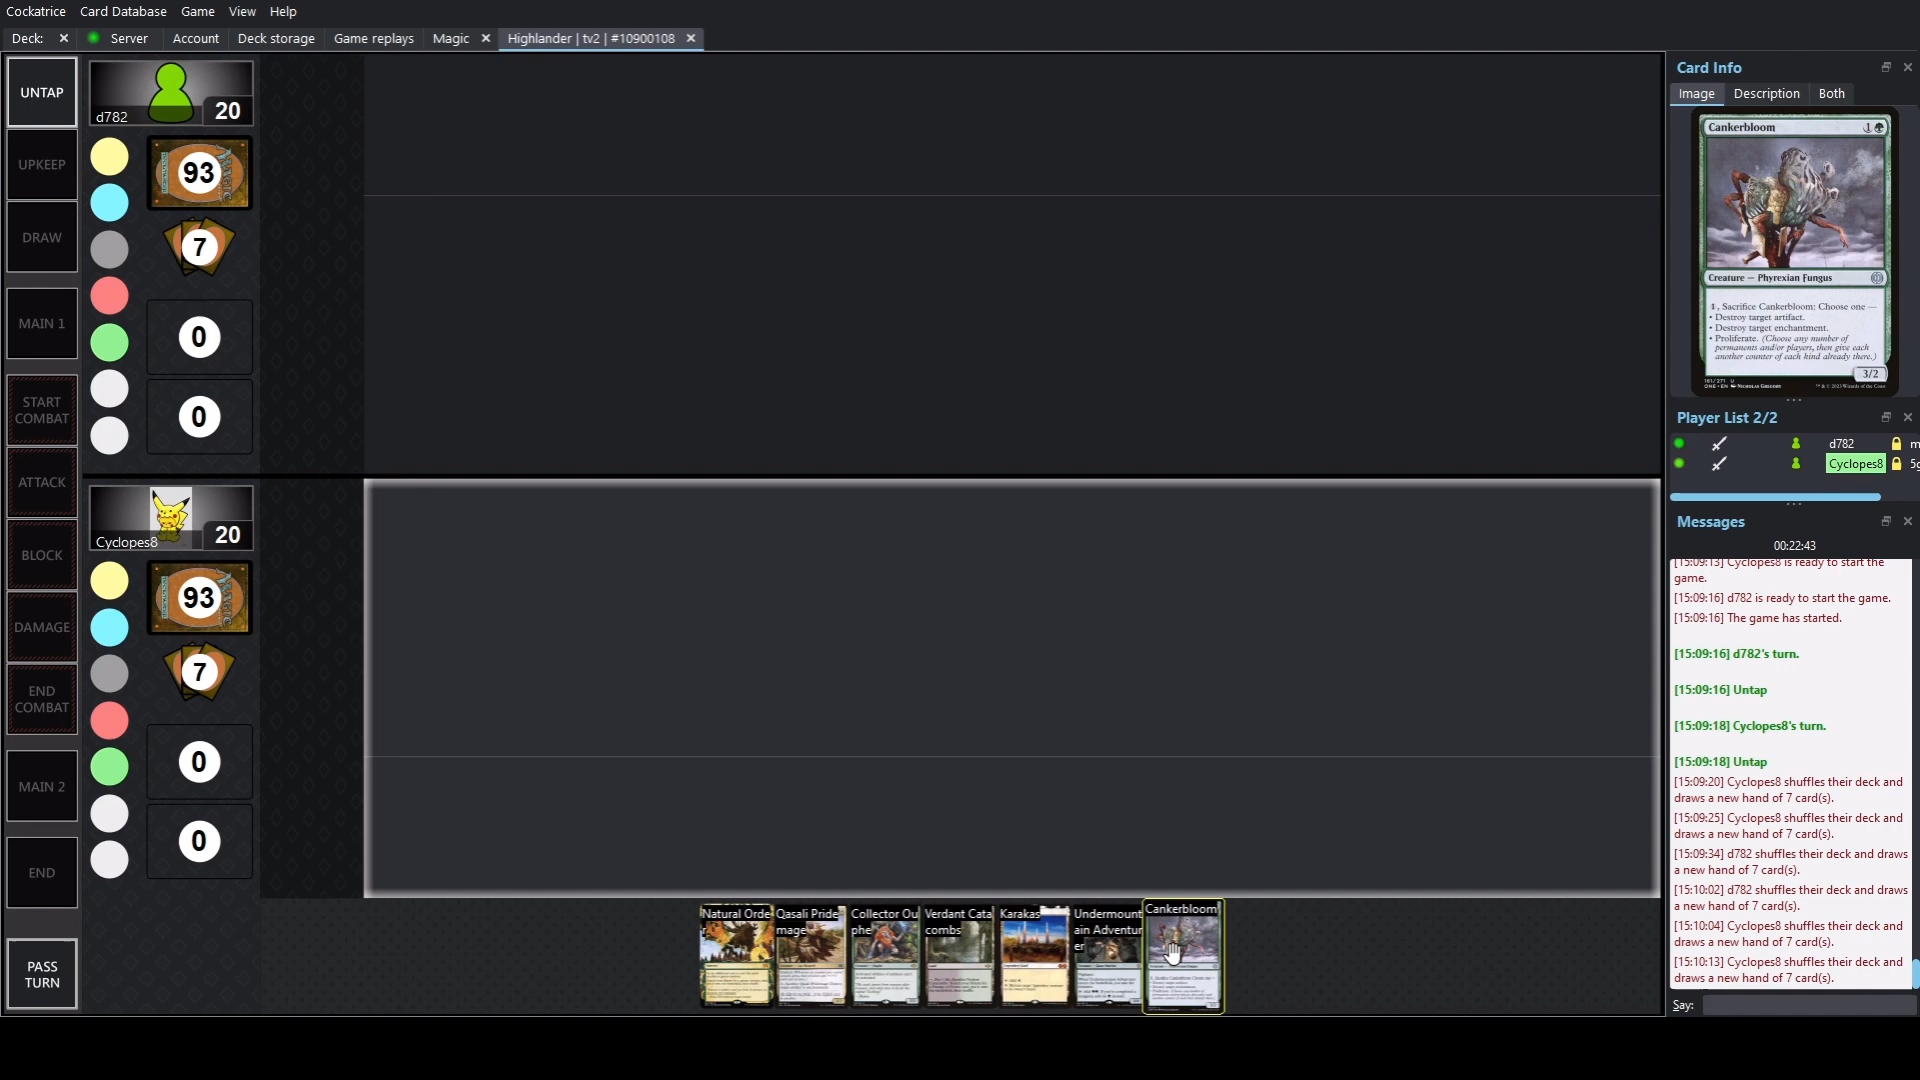 Cockatrice Card Database Game View Help
Deck: Server Account Deck storage Game replays Magic Highlander | tv2 | #10900108
UNTAP
UPKEEP
DRAW
MAIN 1
START
COMBAT
ATTACK
BLOCK
DAMAGE
END
COMBAT
MAIN 2
END
PASS
TURN
d782
20
93
7
0
0
Cyclopes8
20
93
7
0
0
Natural Orde
r
Qasali Pride
mage
Collector Ou
phe
Verdant Cata
combs
Karakas
Undermount
ain Adventur
er
Cankerbloom
Card Info
Image Description Both
Cankerbloom 1
Creature — Phyrexian Fungus
1, Sacrifice Cankerbloom: Choose one —
• Destroy target artifact.
• Destroy target enchantment.
• Proliferate. (Choose any number of
permanents and/or players, then give each
another counter of each kind already there.)
3/2
Player List 2/2
d782 m
Cyclopes8 5g
Messages
00:22:43
[15:09:13] Cyclopes8 is ready to start the
game.
[15:09:16] d782 is ready to start the game.
[15:09:16] The game has started.
[15:09:16] d782's turn.
[15:09:16] Untap
[15:09:18] Cyclopes8's turn.
[15:09:18] Untap
[15:09:20] Cyclopes8 shuffles their deck and
draws a new hand of 7 card(s).
[15:09:25] Cyclopes8 shuffles their deck and
draws a new hand of 7 card(s).
[15:09:34] d782 shuffles their deck and draws
a new hand of 7 card(s).
[15:10:02] d782 shuffles their deck and draws
a new hand of 7 card(s).
[15:10:04] Cyclopes8 shuffles their deck and
draws a new hand of 7 card(s).
[15:10:13] Cyclopes8 shuffles their deck and
draws a new hand of 7 card(s).
Say: